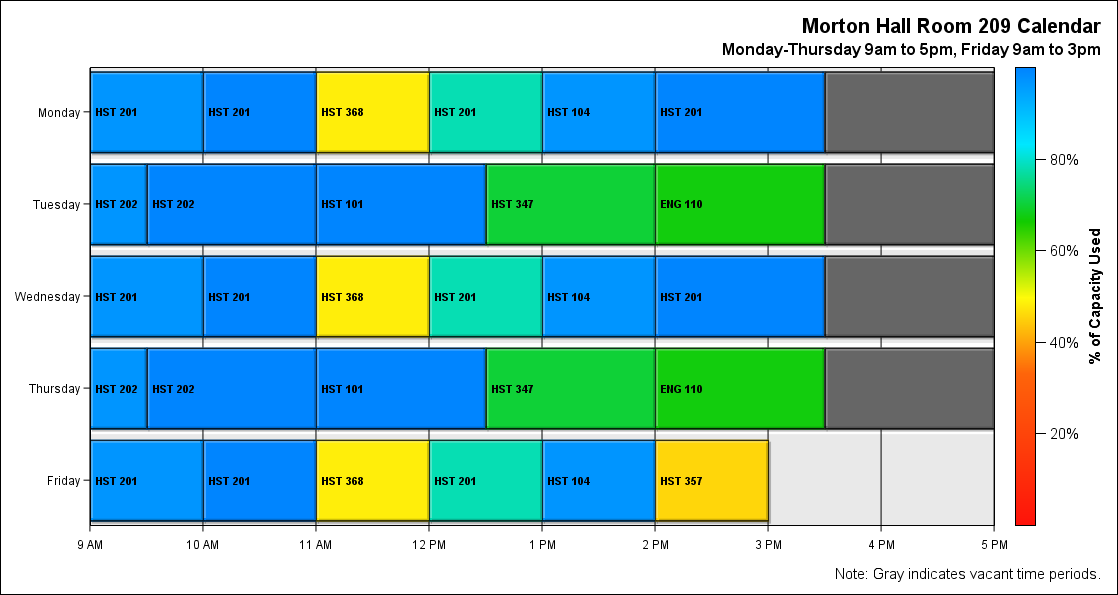 Morton Hall Room 209 Calendar
Monday-Thursday 9am to 5pm, Friday 9am to 3pm
Monday HST 201 HST 201 HST 368 HST 201 HST 104 HST 201
Tuesday HST 202 HST 202 HST 101 HST 347 ENG 110
Wednesday HST 201 HST 201 HST 368 HST 201 HST 104 HST 201
Thursday HST 202 HST 202 HST 101 HST 347 ENG 110
Friday HST 201 HST 201 HST 368 HST 201 HST 104 HST 357
9 AM 10 AM 11 AM 12 PM 1 PM 2 PM 3 PM 4 PM 5 PM
80%
60%
40%
20%
% of Capacity Used
Note: Gray indicates vacant time periods.